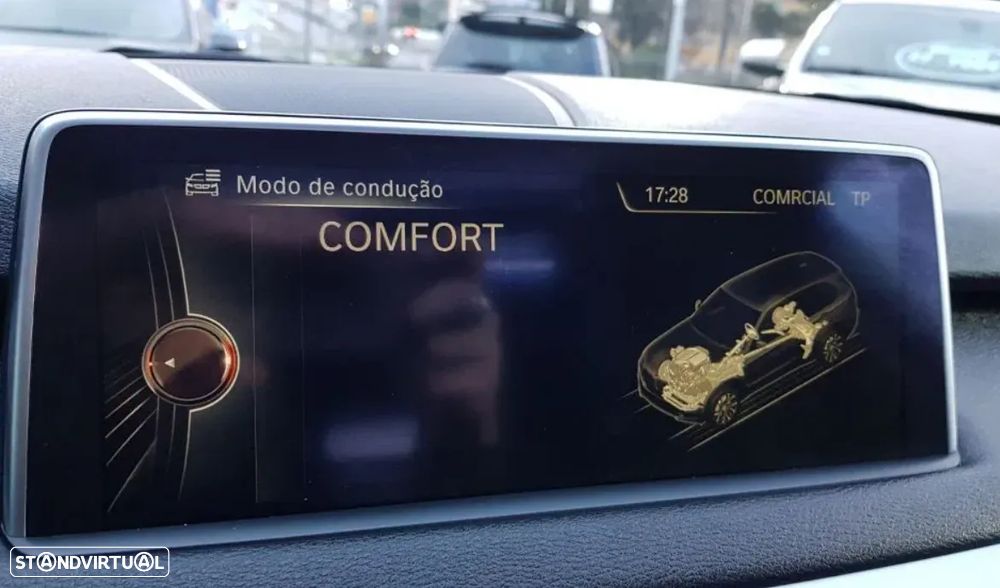 Modo de condução
17:28 COMRCIAL TP
COMFORT
STANDVIRTUAL